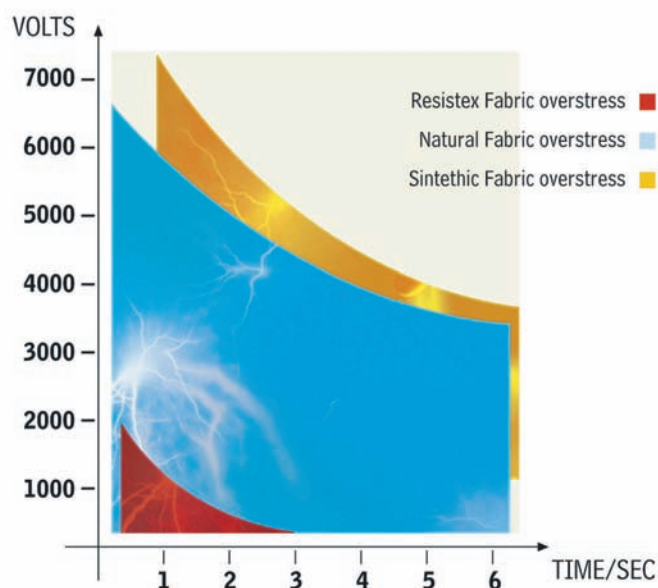 VOLTS
7000
6000
5000
4000
3000
2000
1000
Resistex Fabric overstress
Natural Fabric overstress
Sintethic Fabric overstress
1 2 3 4 5 6
TIME/SEC